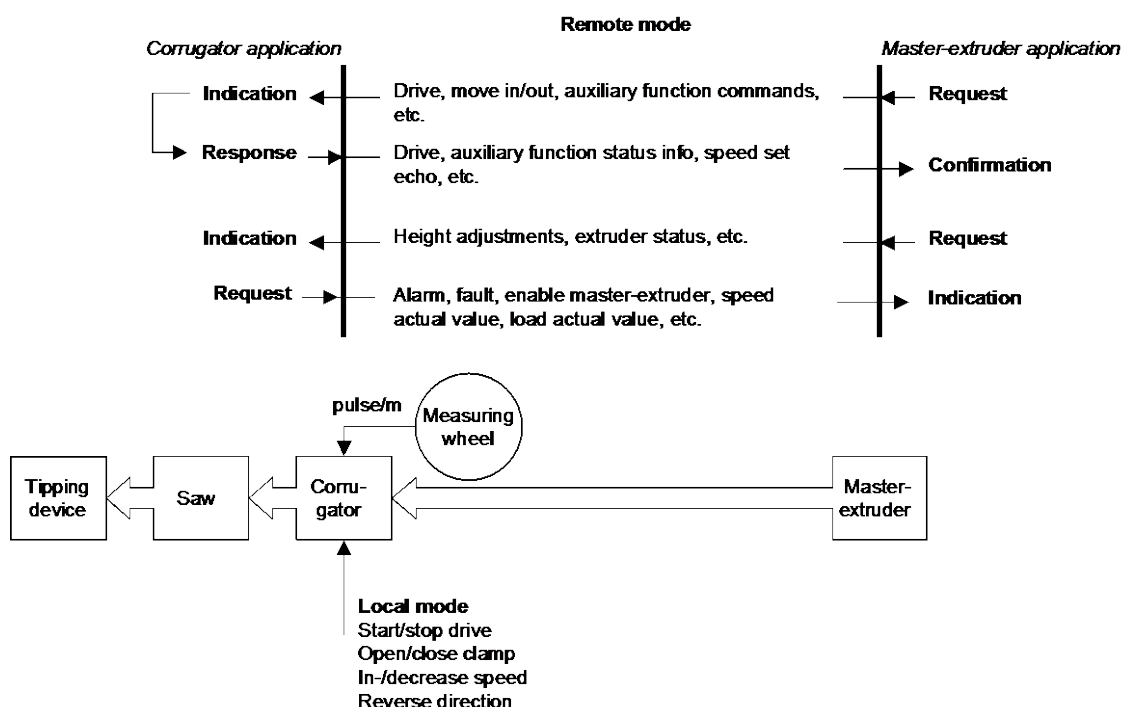 Remote mode
Corrugator application
Master-extruder application
Indication
Drive, move in/out, auxiliary function commands,
etc.
Request
Response
Drive, auxiliary function status info, speed set
echo, etc.
Confirmation
Indication
Height adjustments, extruder status, etc.
Request
Request
Alarm, fault, enable master-extruder, speed
actual value, load actual value, etc.
Indication
pulse/m
Measuring
wheel
Tipping
device
Saw
Corru-
gator
Master-
extruder
Local mode
Start/stop drive
Open/close clamp
In-/decrease speed
Reverse direction